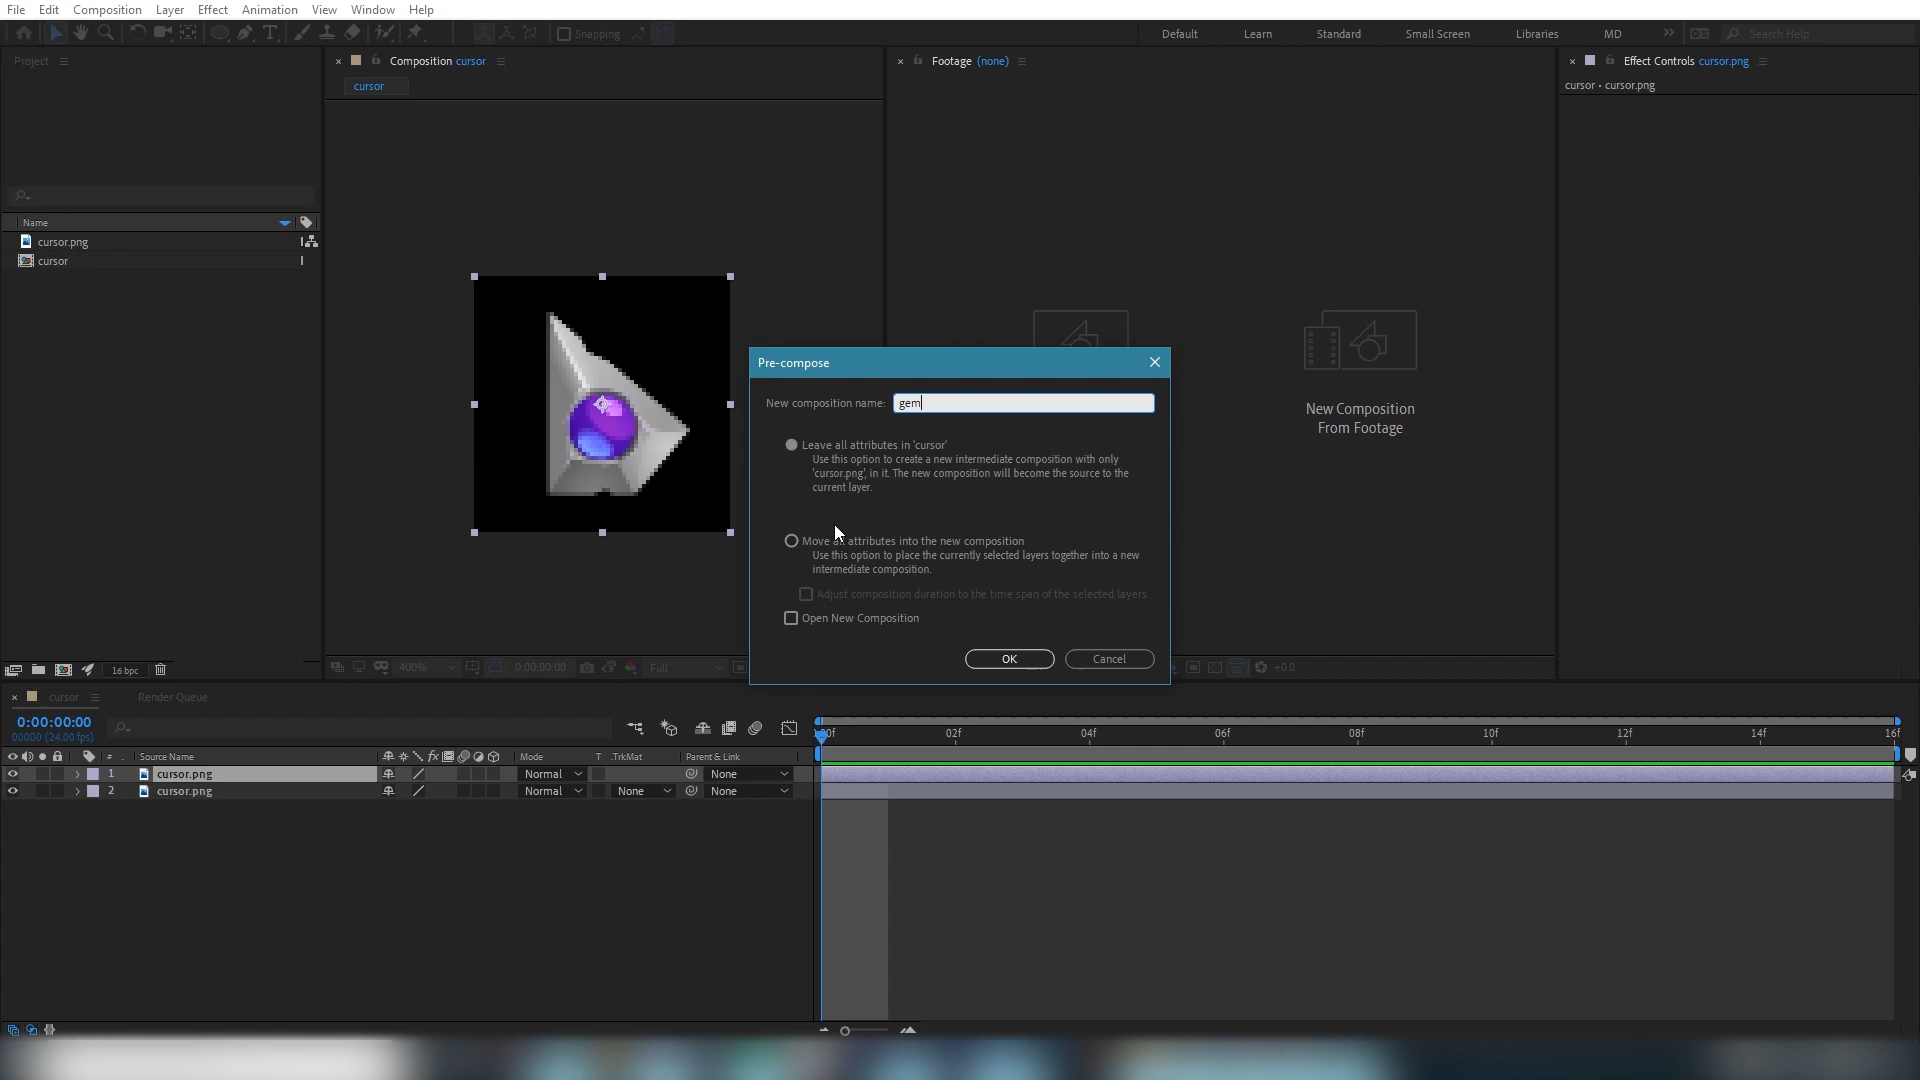 File Edit Composition Layer Effect Animation View Window Help
Snapping Default Learn Standard Small Screen Libraries MD Search Help
Project
Composition cursor
Footage (none)
Effect Controls cursor.png
cursor
cursor • cursor.png
Name
cursor.png
cursor
Pre-compose
New composition name: gem
Leave all attributes in 'cursor'
Use this option to create a new intermediate composition with only
'cursor.png', in it. The new composition will become the source to the
current layer.
Move all attributes into the new composition
Use this option to place the currently selected layers together into a new
intermediate composition.
Adjust composition duration to the time span of the selected layers
Open New Composition
OK Cancel
New Composition
From Footage
16 bpc
400% 0:00:00:00 Full
+0.0
cursor Render Queue
0:00:00:00
00000 (24.00 fps)
02f 04f 06f 08f 10f 12f 14f 16f
# Source Name Mode T .TrkMat Parent & Link
1 cursor.png Normal None
2 cursor.png Normal None None